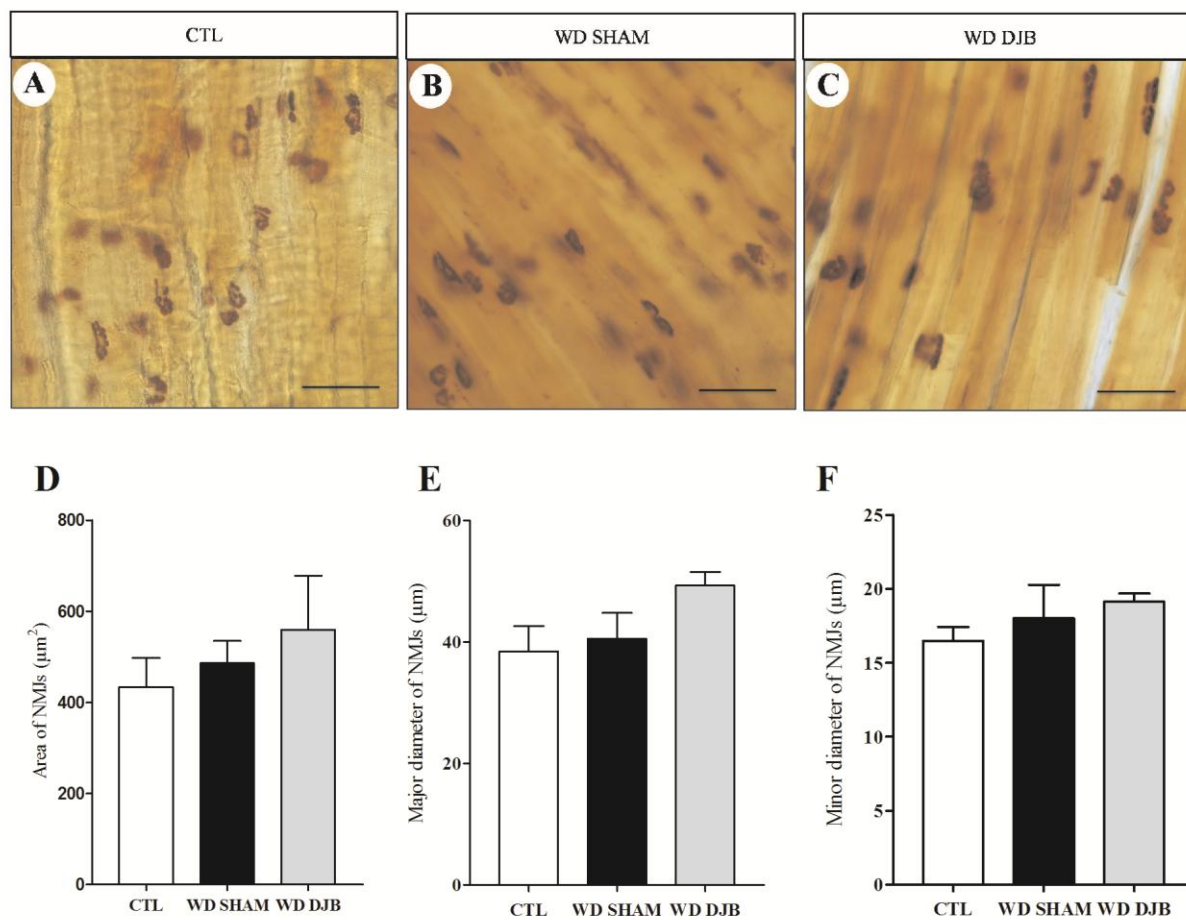 CTL
WD SHAM
WD DJB
A
B
C
D
E
F
Area of NMJs (µm²)
800
600
400
200
0
CTL
WD SHAM
WD DJB
Major diameter of NMJs (µm)
60
40
20
0
CTL
WD SHAM
WD DJB
Minor diameter of NMJs (µm)
25
20
15
10
5
0
CTL
WD SHAM
WD DJB